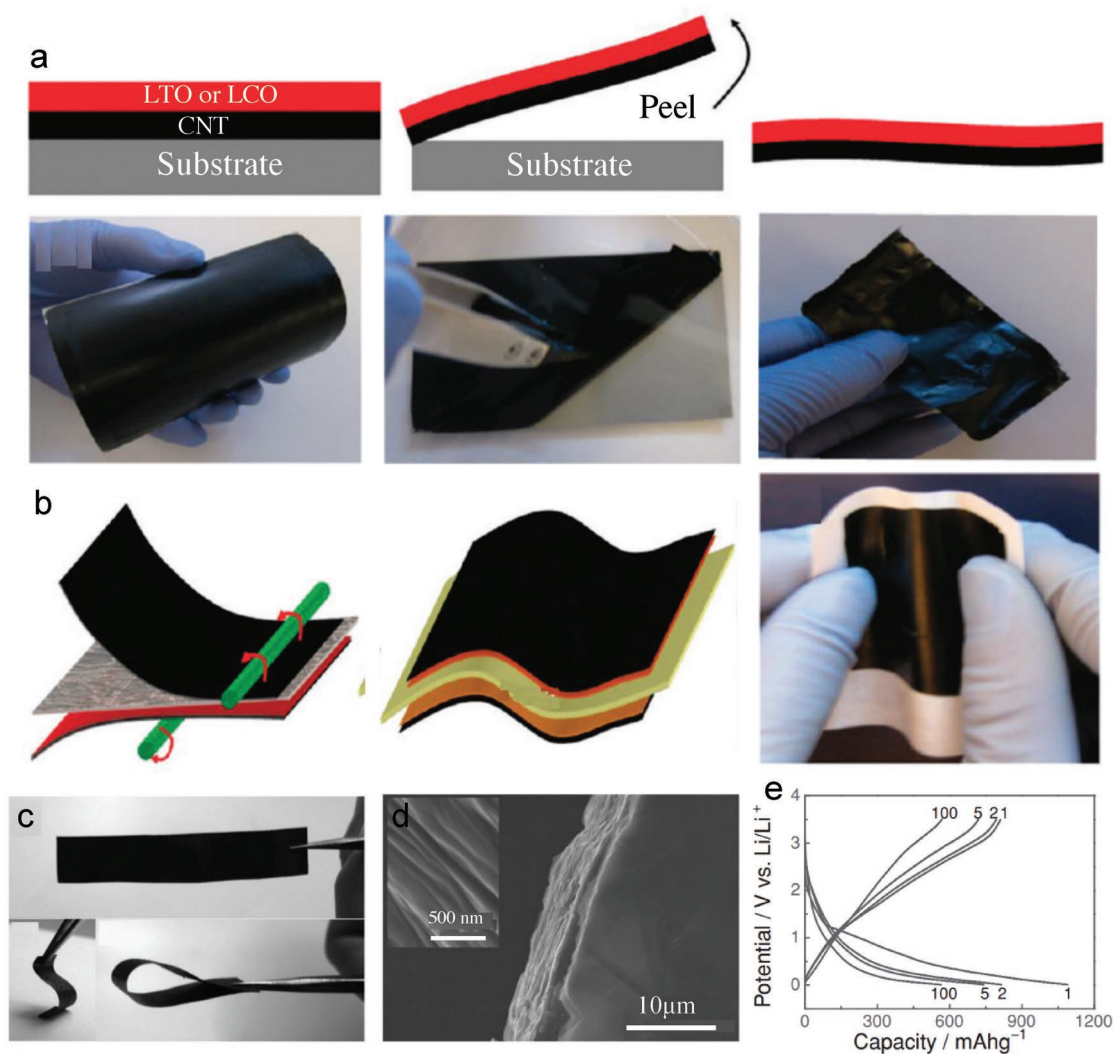 a
LTO or LCO
CNT
Substrate
Peel
Substrate
b
c
d
500 nm
10μm
e
Potential / V vs. Li/Li+
4
3
2
1
0
100 5 2 1
100 5 2 1
0 300 600 900 1200
Capacity / mAhg-1